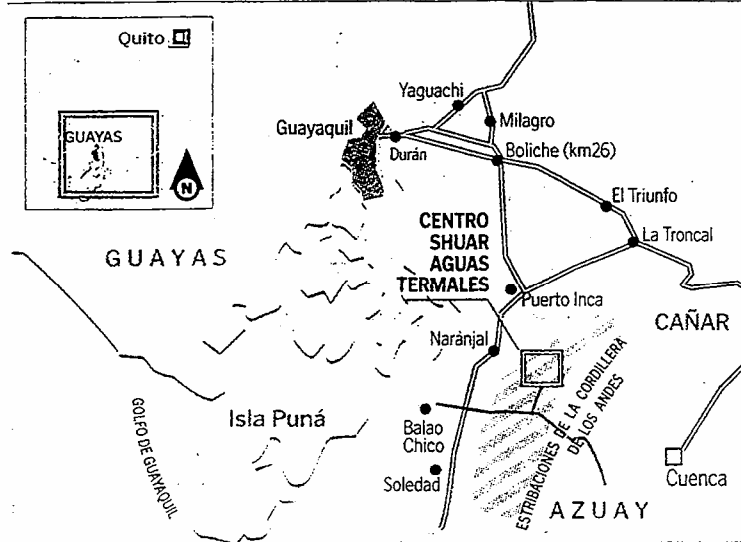 Quito
GUAYAS
N
Yaguachi
Guayaquil
Milagro
Durán
Boliche (km26)
El Triunfo
CENTRO
SHUAR
AGUAS
TERMALES
La Troncal
GUAYAS
Puerto Inca
CAÑAR
Naranjal
ESTRIBACIONES DE LA CORDILLERA
DE LOS ANDES
GOLFO DE GUAYAQUIL
Isla Puná
Balao
Chico
Soledad
Cuenca
AZUAY